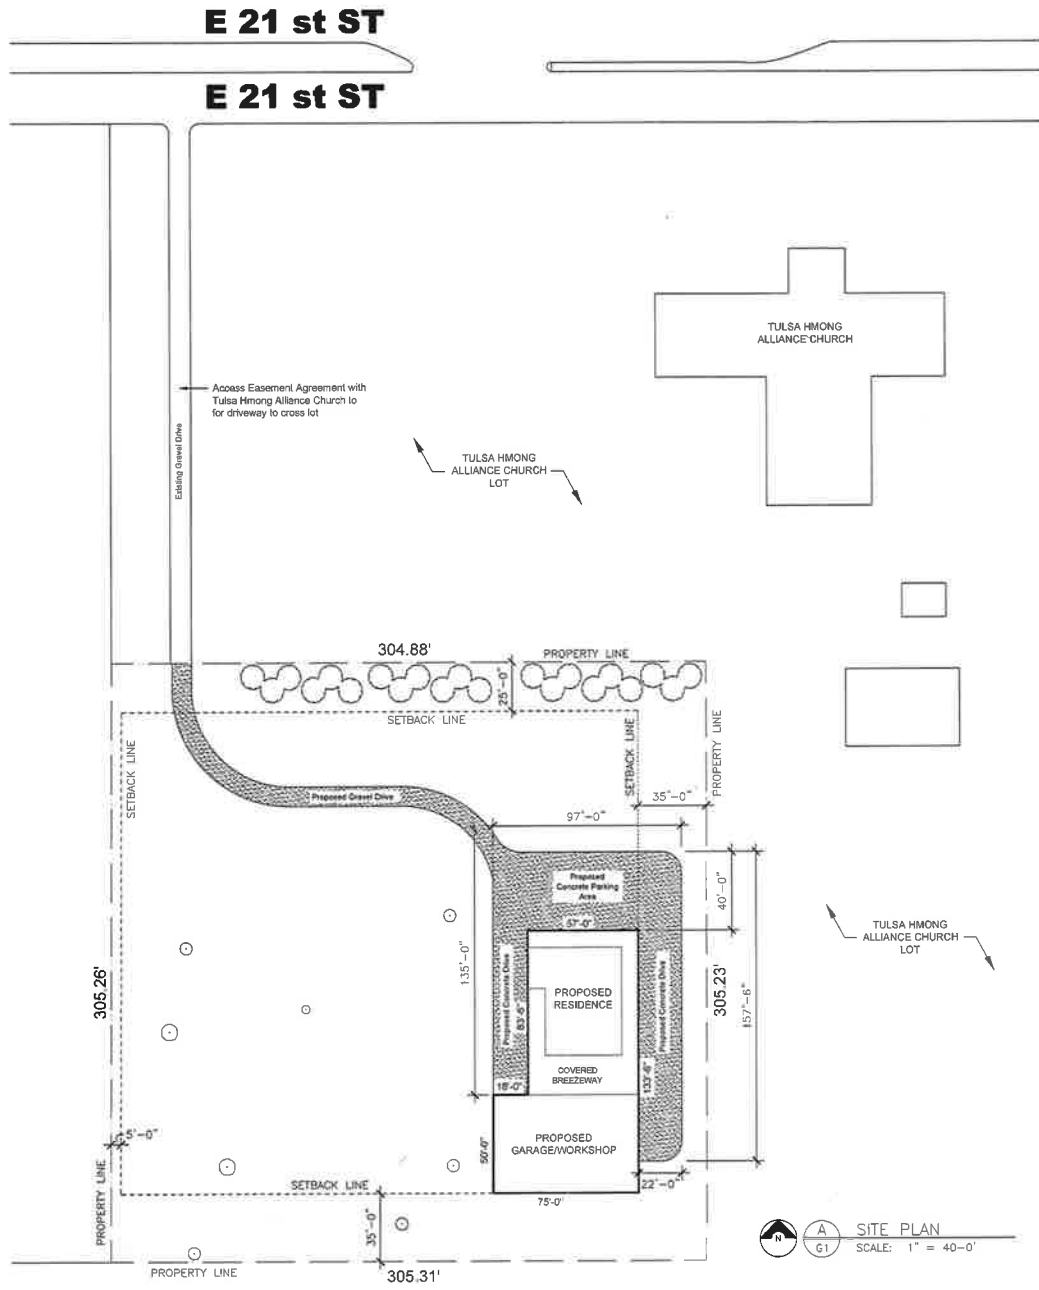 E 21 st ST
E 21 st ST
TULSA HMONG
ALLIANCE CHURCH
Access Easement Agreement with
Tulsa Hmong Alliance Church to
for driveway to cross lot
Existing Gravel Drive
TULSA HMONG
ALLIANCE CHURCH
LOT
304.88'
PROPERTY LINE
25'-0"
SETBACK LINE
SETBACK LINE
SETBACK LINE
PROPERTY LINE
35'-0"
Proposed Gravel Drive
97'-0"
Proposed
Concrete Parking
Area
57'-0"
40'-0"
TULSA HMONG
ALLIANCE CHURCH
LOT
135'-0"
305.26'
Proposed Concrete Drive
83'-6"
PROPOSED
RESIDENCE
Proposed Concrete Drive
305.23'
157'-6"
COVERED
BREEZEWAY
18'-0"
133'-6"
5'-0"
50'-0"
PROPOSED
GARAGE/WORKSHOP
PROPERTY LINE
SETBACK LINE
22'-0"
75'-0"
35'-0"
N
A
G1
SITE PLAN
SCALE: 1" = 40-0'
PROPERTY LINE
305.31'